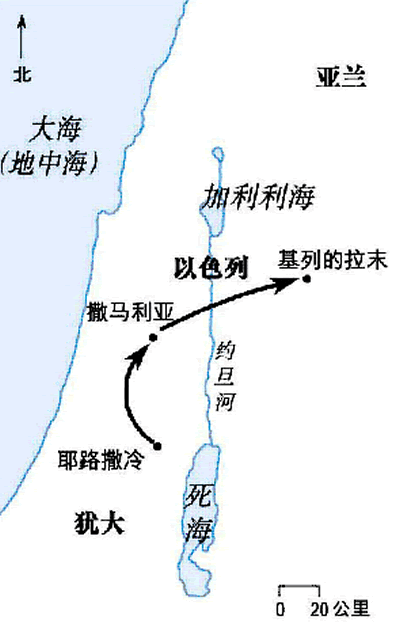 北
亚兰
大海
(地中海)
加利利海
以色列
基列的拉末
撒马利亚
约旦河
耶路撒冷
死海
犹大
0 20公里